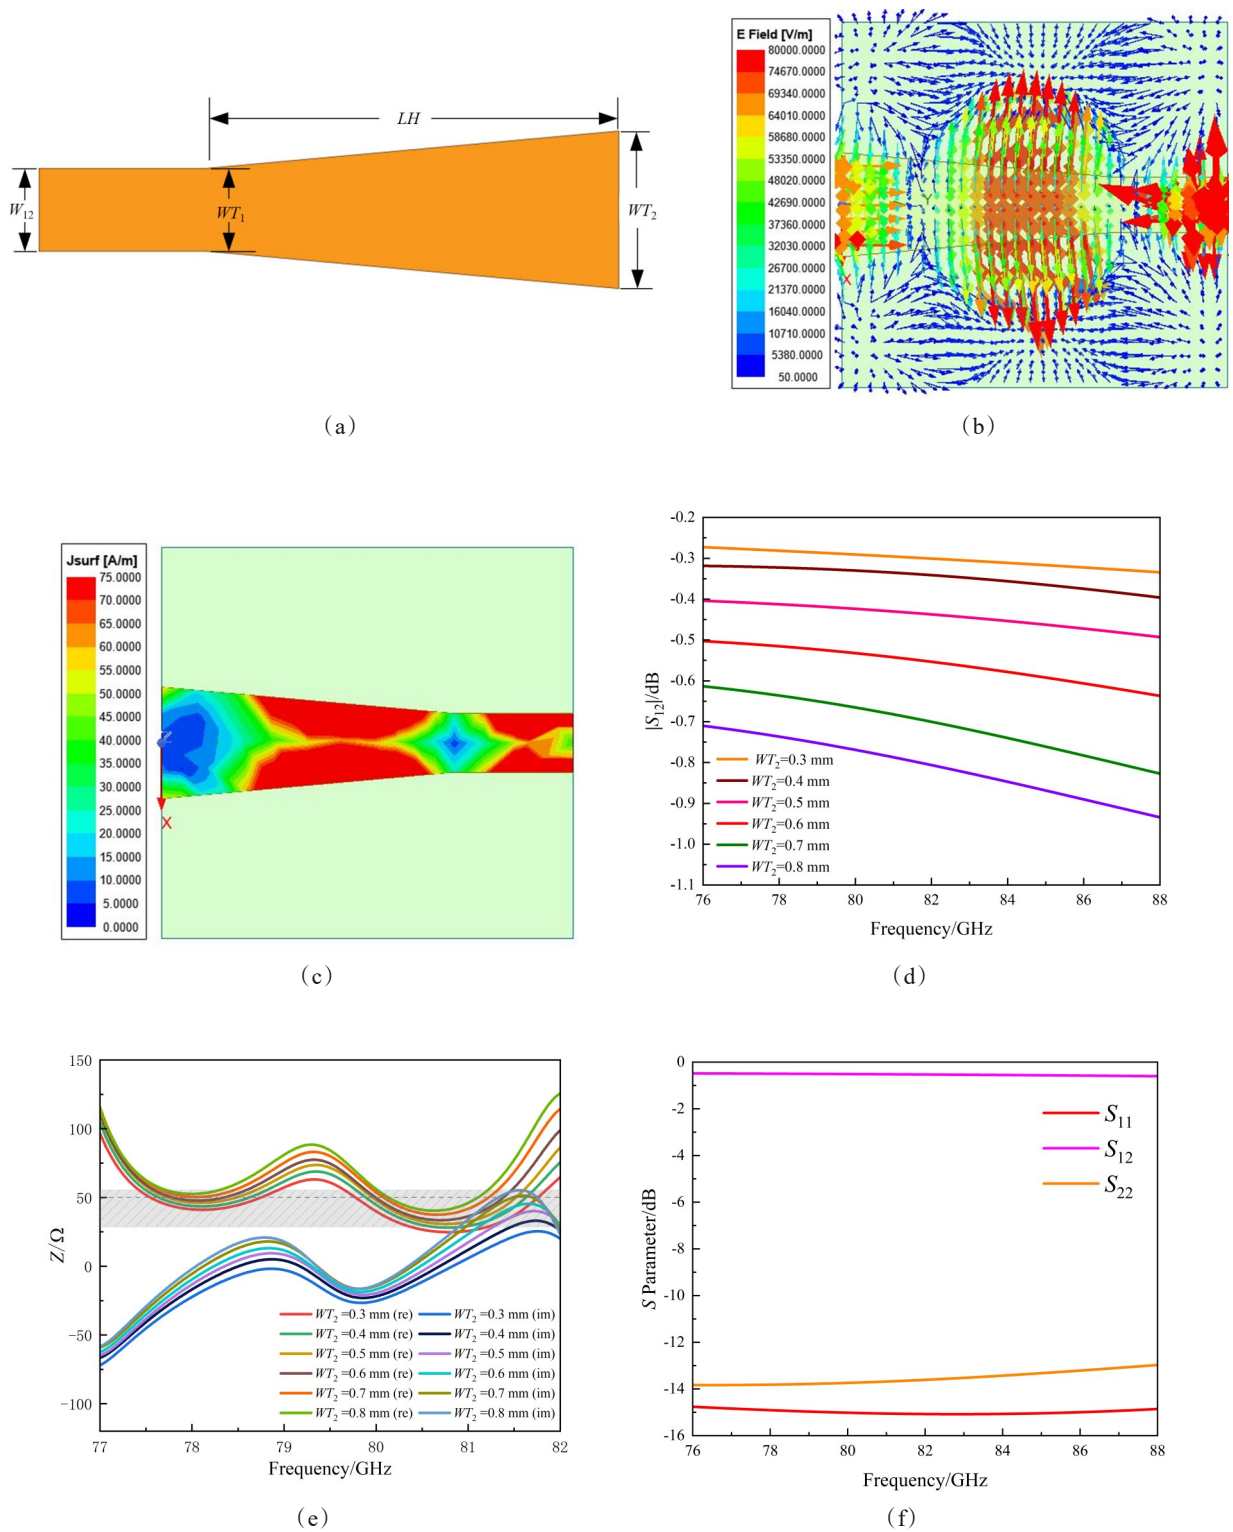 LH
W12
WT1
WT2
(a)
E Field [V/m]
80000.0000
74670.0000
69340.0000
64010.0000
58680.0000
53350.0000
48020.0000
42690.0000
37360.0000
32030.0000
26700.0000
21370.0000
16040.0000
10710.0000
5380.0000
50.0000
Y
X
(b)
Jsurf [A/m]
75.0000
70.0000
65.0000
60.0000
55.0000
50.0000
45.0000
40.0000
35.0000
30.0000
25.0000
20.0000
15.0000
10.0000
5.0000
0.0000
X
(c)
|S12|/dB
-0.2
-0.3
-0.4
-0.5
-0.6
-0.7
-0.8
-0.9
-1.0
-1.1
WT2=0.3 mm
WT2=0.4 mm
WT2=0.5 mm
WT2=0.6 mm
WT2=0.7 mm
WT2=0.8 mm
76 78 80 82 84 86 88
Frequency/GHz
(d)
Z/Ω
150
100
50
0
−50
−100
WT2 =0.3 mm (re) WT2 =0.3 mm (im)
WT2 =0.4 mm (re) WT2 =0.4 mm (im)
WT2 =0.5 mm (re) WT2 =0.5 mm (im)
WT2 =0.6 mm (re) WT2 =0.6 mm (im)
WT2 =0.7 mm (re) WT2 =0.7 mm (im)
WT2 =0.8 mm (re) WT2 =0.8 mm (im)
77 78 79 80 81 82
Frequency/GHz
(e)
S Parameter/dB
0
-2
-4
-6
-8
-10
-12
-14
-16
S11
S12
S22
76 78 80 82 84 86 88
Frequency/GHz
(f)